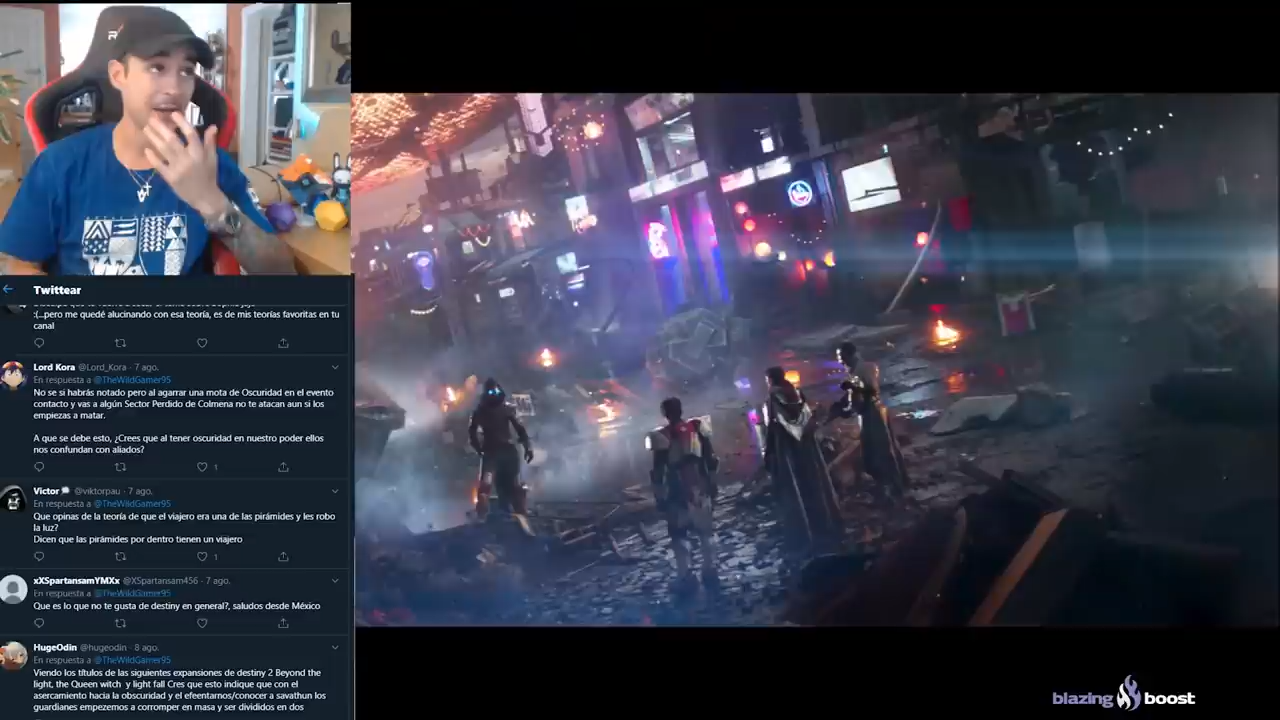 Twittear
:(...pero me quedé alucinando con esa teoría, es de mis teorías favoritas en tu
canal
Lord Kora @Lord_Kora · 7 ago.
En respuesta a @TheWildGamer95
No se si habrás notado pero al agarrar una mota de Oscuridad en el evento
contacto y vas a algún Sector Perdido de Colmena no te atacan aun si los
empiezas a matar.
A que se debe esto, ¿Crees que al tener oscuridad en nuestro poder ellos
nos confundan con aliados?
1
Victor @viktorpau · 7 ago.
En respuesta a @TheWildGamer95
Que opinas de la teoría de que el viajero era una de las pirámides y les robo
la luz?
Dicen que las pirámides por dentro tienen un viajero
1
xXSpartansamYMXx @XSpartansam456 · 7 ago.
En respuesta a @TheWildGamer95
Que es lo que no te gusta de destiny en general?, saludos desde México
HugeOdin @hugeodin · 8 ago.
En respuesta a @TheWildGamer95
Viendo los títulos de las siguientes expansiones de destiny 2 Beyond the
light, the Queen witch y light fall Cres que esto indique que con el
asercamiento hacia la obscuridad y el efeentarnos/conocer a savathun los
guardianes empezemos a corromper en masa y ser divididos en dos
blazing boost